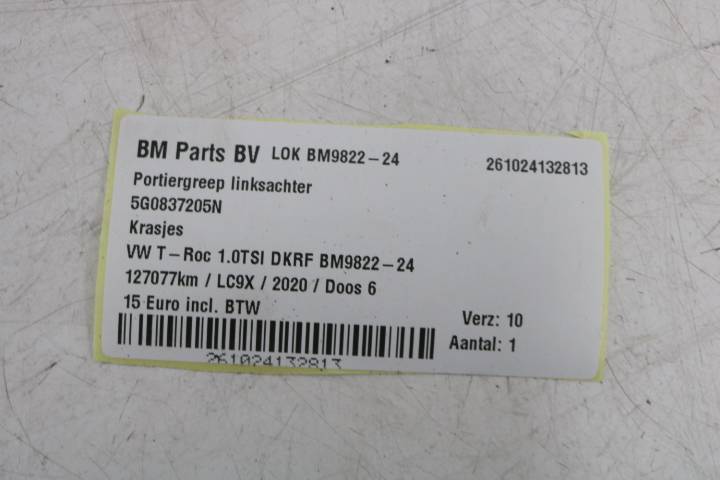 BM Parts BV LOK BM9822-24 261024132813
Portiergreep linksachter
5G0837205N
Krasjes
VW T-Roc 1.0TSI DKRF BM9822-24
127077km / LC9X / 2020 / Doos 6
15 Euro incl. BTW
Verz: 10
Aantal: 1
261024132813